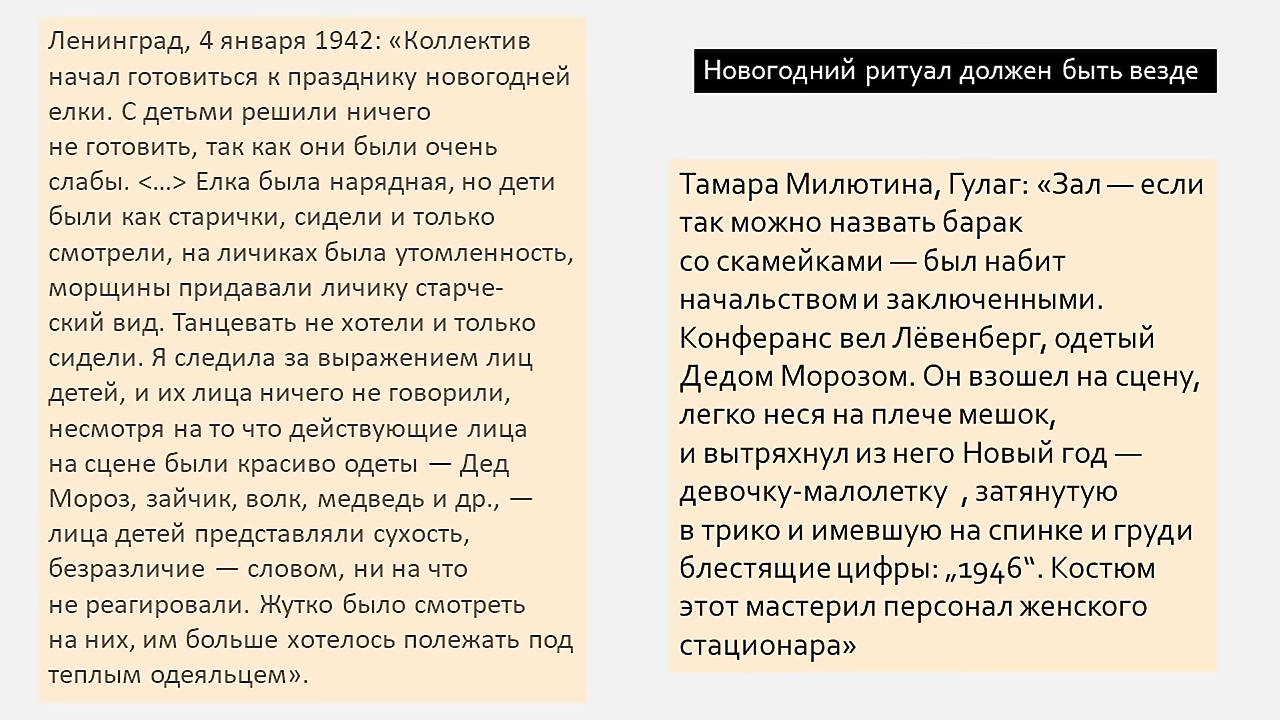 Ленинград, 4 января 1942: «Коллектив
начал готовиться к празднику новогодней
елки. С детьми решили ничего
не готовить, так как они были очень
слабы. <…> Елка была нарядная, но дети
были как старички, сидели и только
смотрели, на личиках была утомленность,
морщины придавали личику старче-
ский вид. Танцевать не хотели и только
сидели. Я следила за выражением лиц
детей, и их лица ничего не говорили,
несмотря на то что действующие лица
на сцене были красиво одеты — Дед
Мороз, зайчик, волк, медведь и др., —
лица детей представляли сухость,
безразличие — словом, ни на что
не реагировали. Жутко было смотреть
на них, им больше хотелось полежать под
теплым одеяльцем».
Новогодний ритуал должен быть везде
Тамара Милютина, Гулаг: «Зал — если
так можно назвать барак
со скамейками — был набит
начальством и заключенными.
Конферанс вел Лёвенберг, одетый
Дедом Морозом. Он взошел на сцену,
легко неся на плече мешок,
и вытряхнул из него Новый год —
девочку-малолетку , затянутую
в трико и имевшую на спинке и груди
блестящие цифры: „1946“. Костюм
этот мастерил персонал женского
стационара»